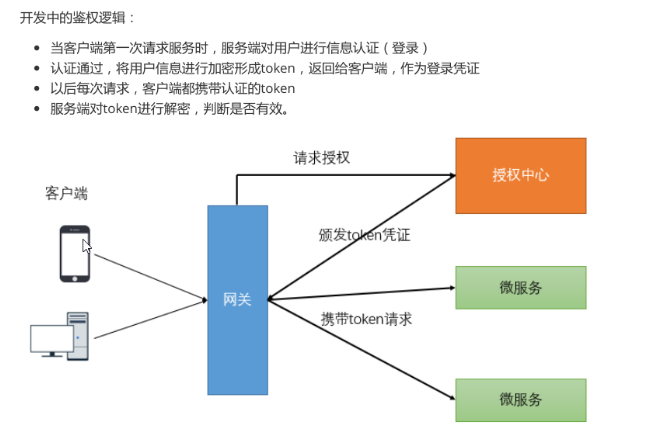 开发中的鉴权逻辑：
当客户端第一次请求服务时，服务端对用户进行信息认证（登录）
认证通过，将用户信息进行加密形成token，返回给客户端，作为登录凭证
以后每次请求，客户端都携带认证的token
服务端对token进行解密，判断是否有效。
请求授权
授权中心
客户端
颁发token凭证
网关
微服务
携带token请求
微服务